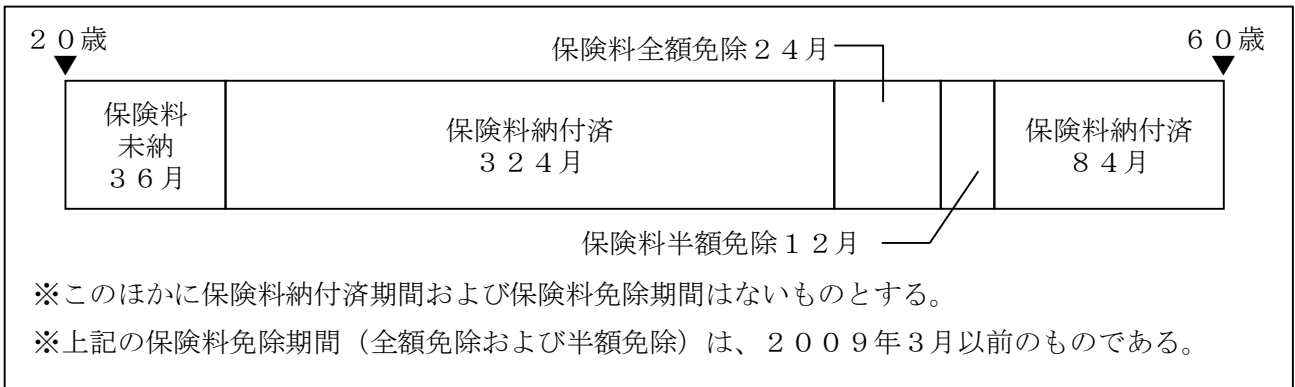 ２０歳
６０歳
保険料全額免除２４月
保険料
未納
３６月
保険料納付済
３２４月
保険料納付済
８４月
保険料半額免除１２月
※このほかに保険料納付済期間および保険料免除期間はないものとする。
※上記の保険料免除期間（全額免除および半額免除）は、２００９年３月以前のものである。